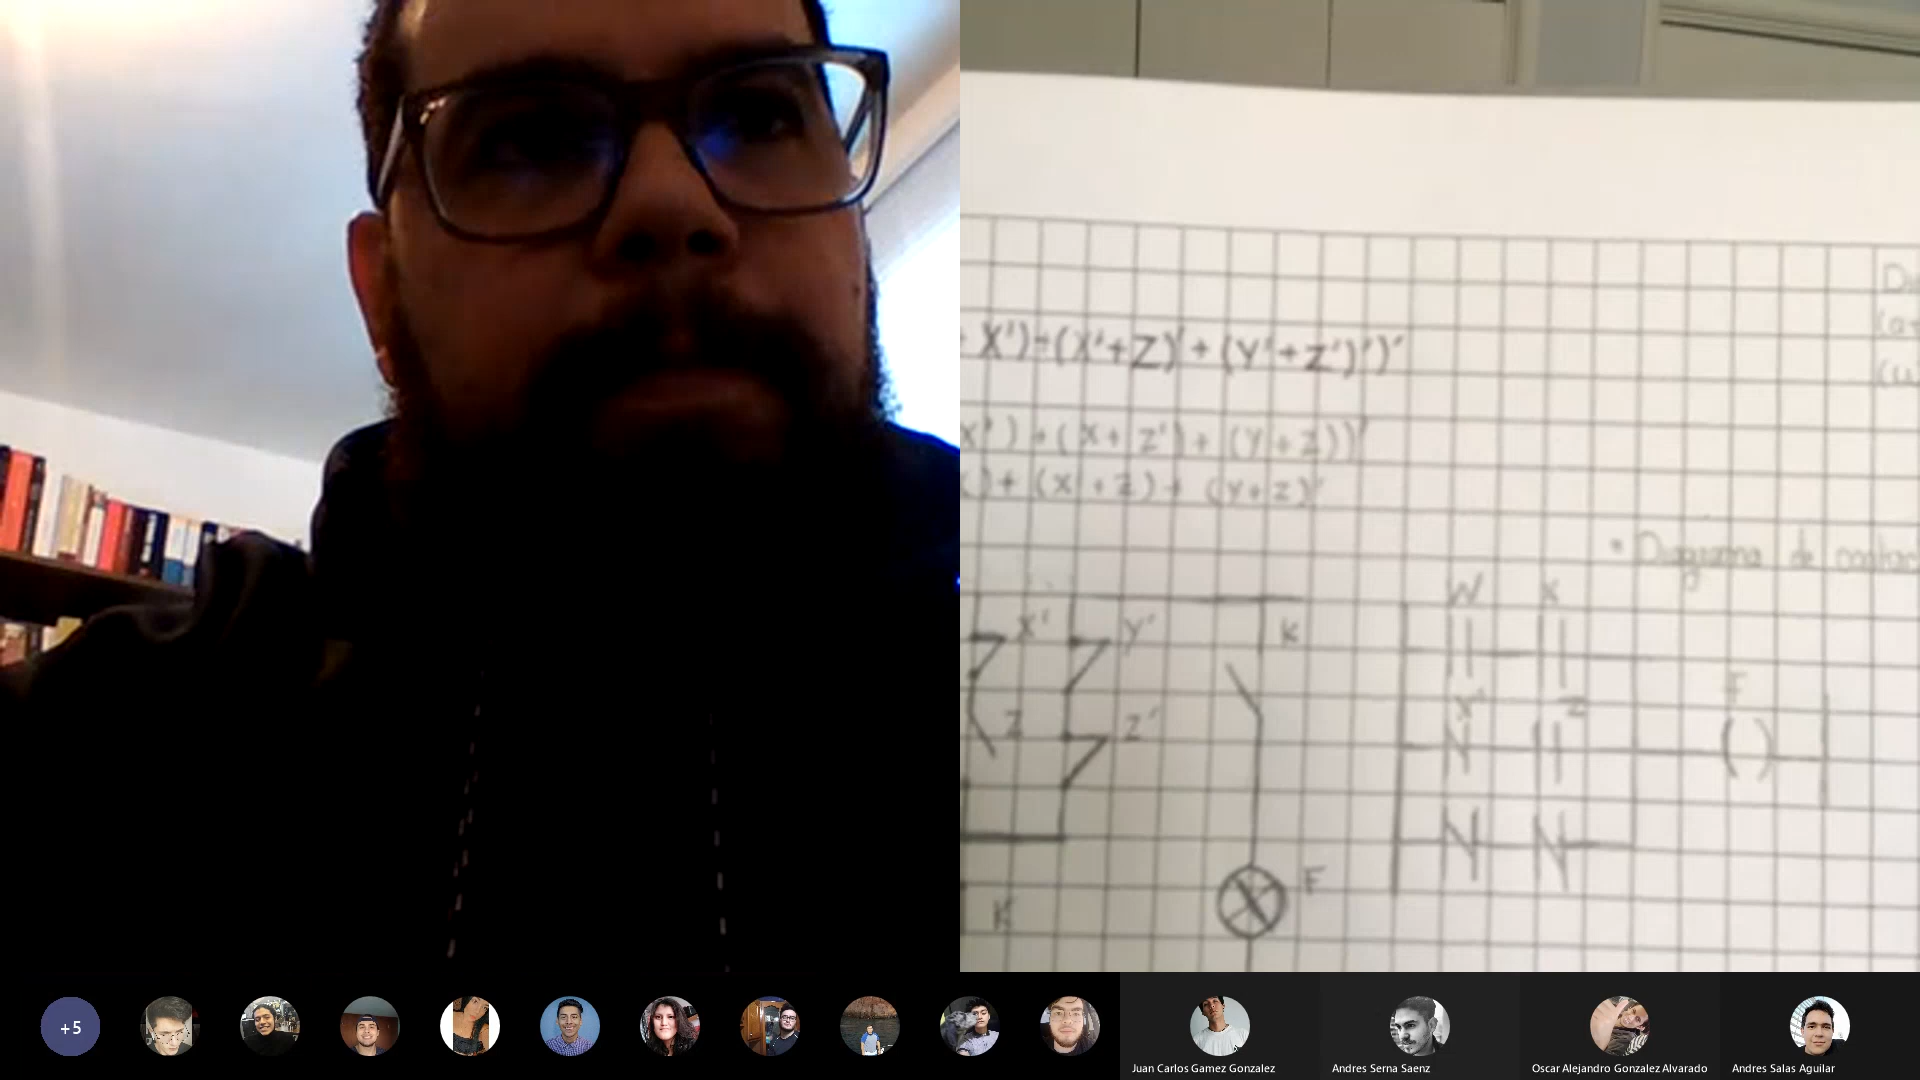 X')+(X'+Z)'+(Y'+Z')')'
X')+(X+Z')+(Y+Z))'
)+(X+Z)+(Y+Z)'
Diagrama de
W X
X' Y' K
X' Z F
Z Z'
F
K
+5
Juan Carlos Gamez Gonzalez
Andres Serna Saenz
Oscar Alejandro Gonzalez Alvarado
Andres Salas Aguilar